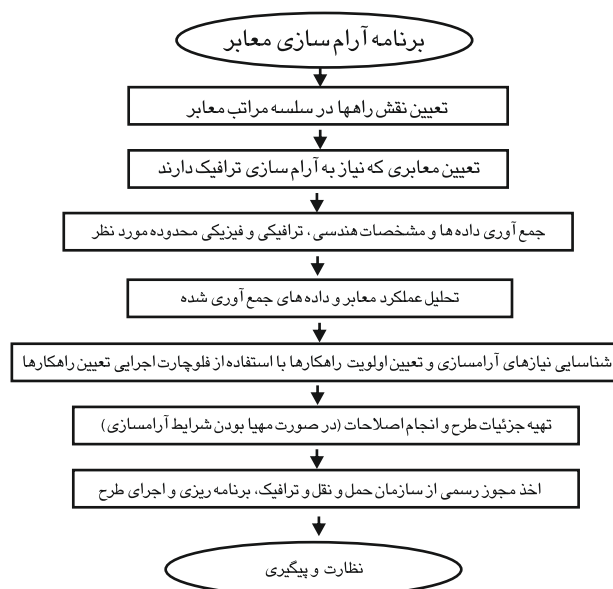 برنامه آرام سازی معابر
تعیین نقش راهها در سلسه مراتب معابر
تعیین معابری که نیاز به آرام سازی ترافیک دارند
جمع آوری داده ها و مشخصات هندسی، ترافیکی و فیزیکی محدوده مورد نظر
تحلیل عملکرد معابر و داده های جمع آوری شده
شناسایی نیازهای آرامسازی و تعیین اولویت راهکارها با استفاده از فلوچارت اجرایی تعیین راهکارها
تهیه جزئیات طرح و انجام اصلاحات (در صورت مهیا بودن شرایط آرامسازی)
اخذ مجوز رسمی از سازمان حمل و نقل و ترافیک، برنامه ریزی و اجرای طرح
نظارت و پیگیری